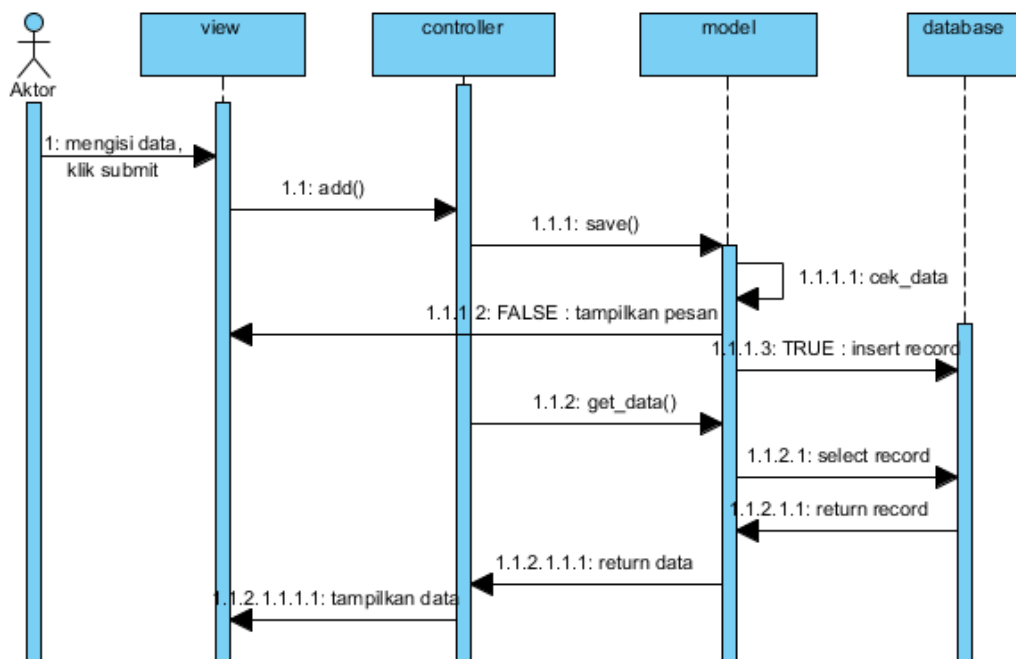 view
controller
model
database
Aktor
1: mengisi data,
klik submit
1.1: add()
1.1.1: save()
1.1.1.1: cek_data
1.1.1.2: FALSE : tampilkan pesan
1.1.1.3: TRUE : insert record
1.1.2: get_data()
1.1.2.1: select record
1.1.2.1.1: return record
1.1.2.1.1.1: return data
1.1.2.1.1.1.1: tampilkan data